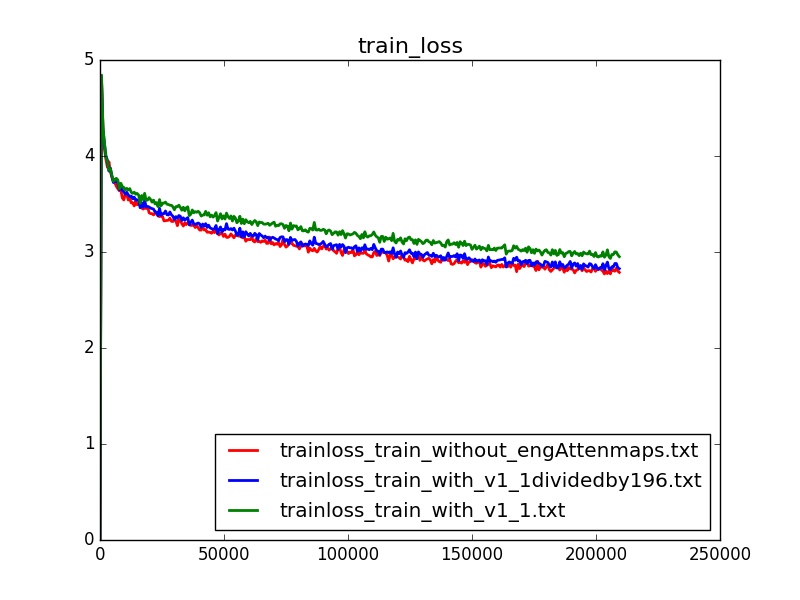 train_loss
5
4
3
2
1
0
0 50000 100000 150000 200000 250000
trainloss_train_without_engAttenmaps.txt
trainloss_train_with_v1_1dividedby196.txt
trainloss_train_with_v1_1.txt